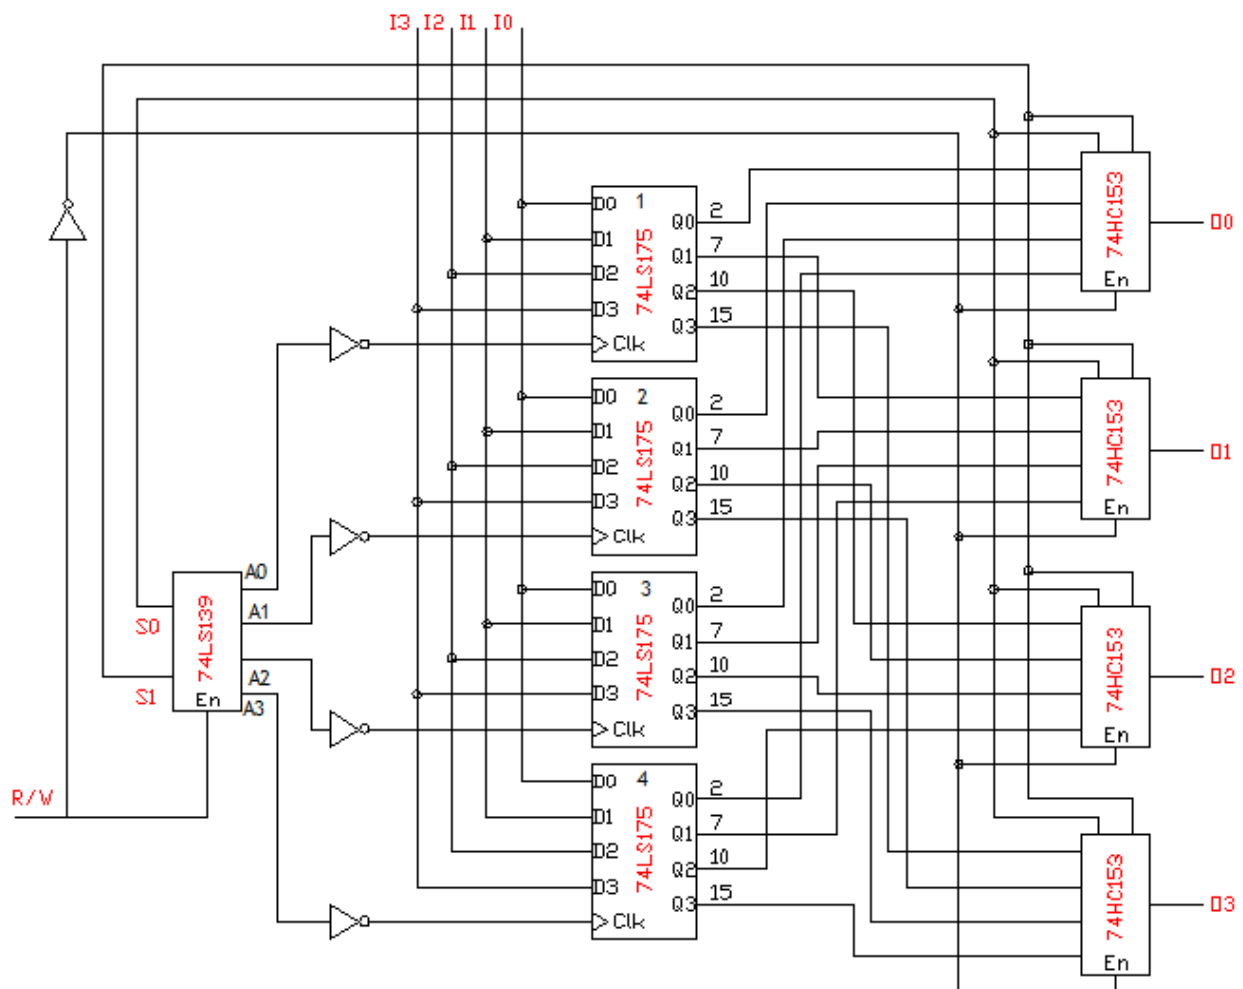 I3 I2 I1 I0
D0 1
D1
D2
D3
Clk
74LS175
Q0 2
Q1 7
Q2 10
Q3 15
74HC153
En
O0
D0 2
D1
D2
D3
Clk
74LS175
Q0 2
Q1 7
Q2 10
Q3 15
74HC153
En
O1
S0
S1
74LS139
En
A0
A1
A2
A3
D0 3
D1
D2
D3
Clk
74LS175
Q0 2
Q1 7
Q2 10
Q3 15
74HC153
En
O2
R/W
D0 4
D1
D2
D3
Clk
74LS175
Q0 2
Q1 7
Q2 10
Q3 15
74HC153
En
O3